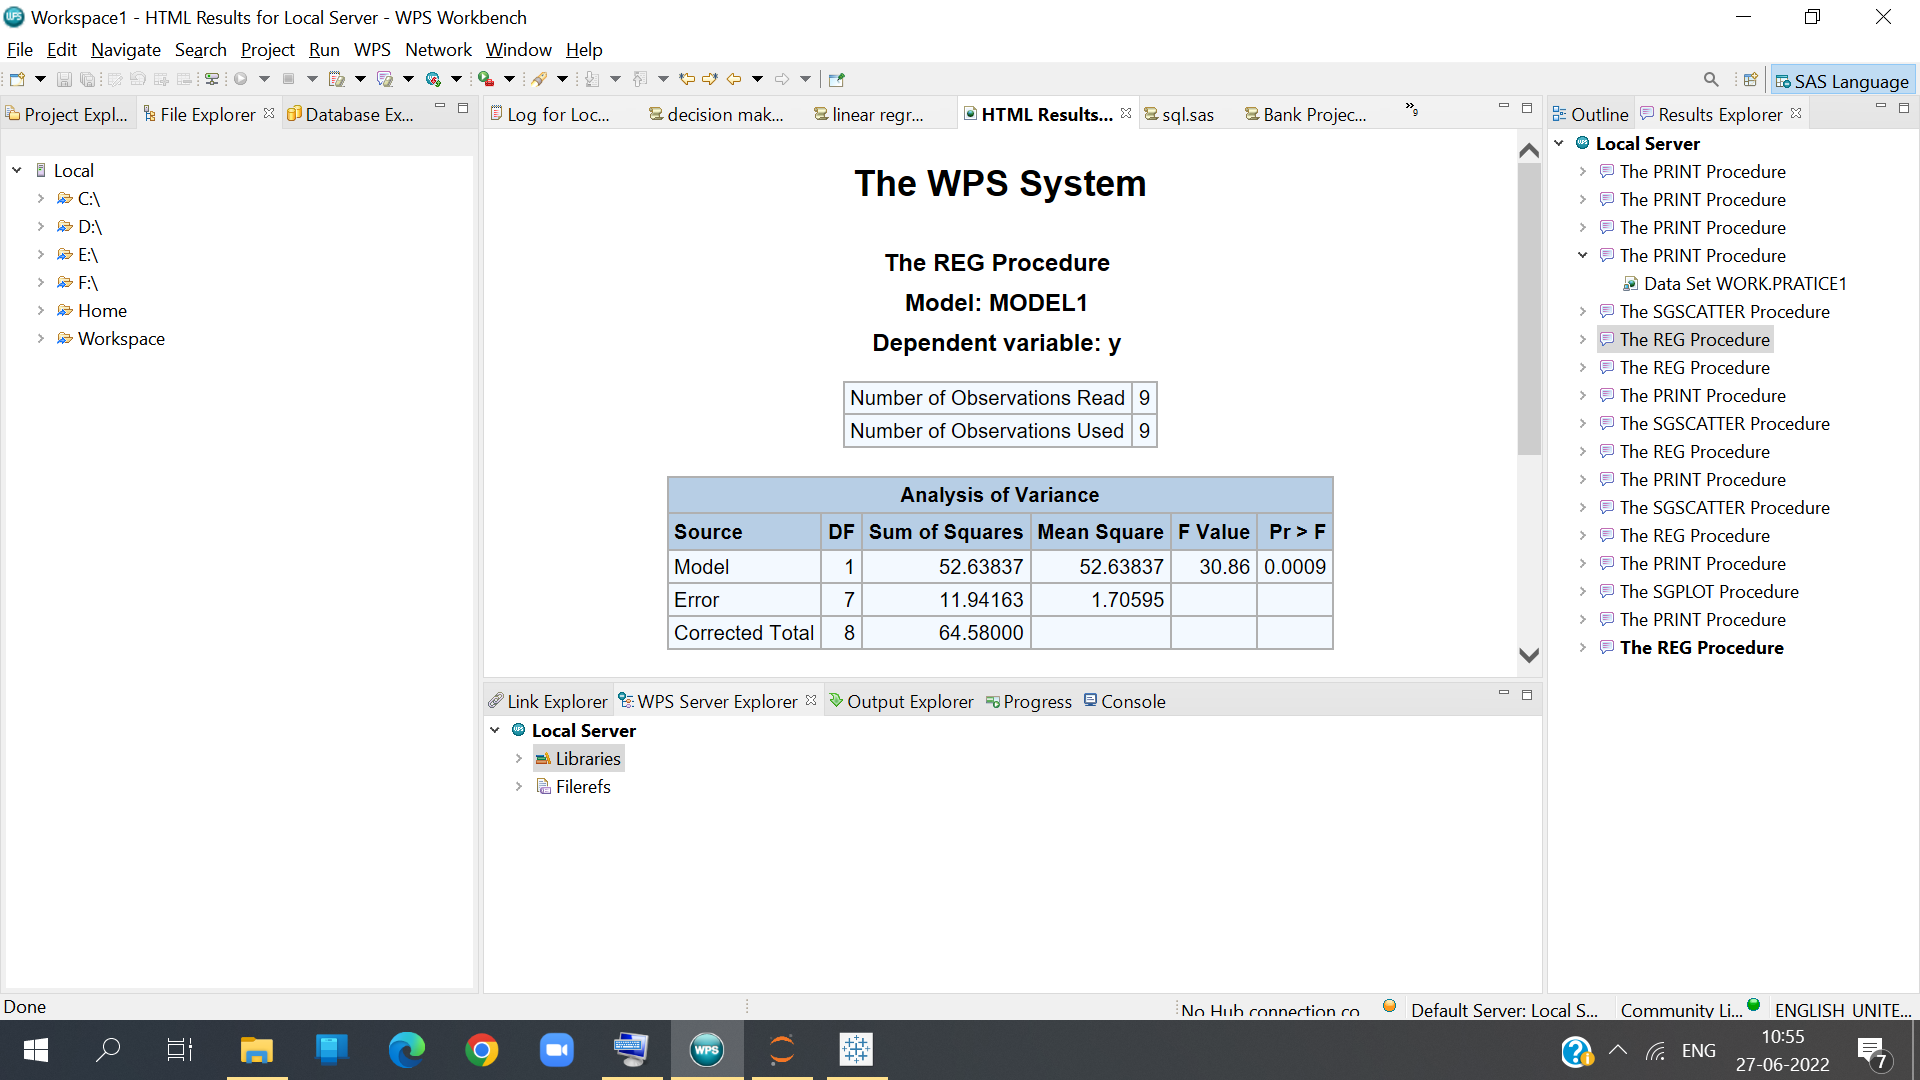 Workspace1 - HTML Results for Local Server - WPS Workbench
File Edit Navigate Search Project Run WPS Network Window Help
SAS Language
Project Expl... File Explorer Database Ex...
Local
C:\
D:\
E:\
F:\
Home
Workspace
Log for Loc... decision mak... linear regr... HTML Results... sql.sas Bank Projec... »9
The WPS System
The REG Procedure
Model: MODEL1
Dependent variable: y
Number of Observations Read 9
Number of Observations Used 9
Analysis of Variance
Source DF Sum of Squares Mean Square F Value Pr > F
Model 1 52.63837 52.63837 30.86 0.0009
Error 7 11.94163 1.70595
Corrected Total 8 64.58000
Link Explorer WPS Server Explorer Output Explorer Progress Console
Local Server
Libraries
Filerefs
Outline Results Explorer
Local Server
The PRINT Procedure
The PRINT Procedure
The PRINT Procedure
The PRINT Procedure
Data Set WORK.PRATICE1
The SGSCATTER Procedure
The REG Procedure
The REG Procedure
The PRINT Procedure
The SGSCATTER Procedure
The REG Procedure
The PRINT Procedure
The SGSCATTER Procedure
The REG Procedure
The PRINT Procedure
The SGPLOT Procedure
The PRINT Procedure
The REG Procedure
Done No Hub connection co Default Server: Local S... Community Li... ENGLISH UNITE...
WPS
ENG
10:55
27-06-2022
7